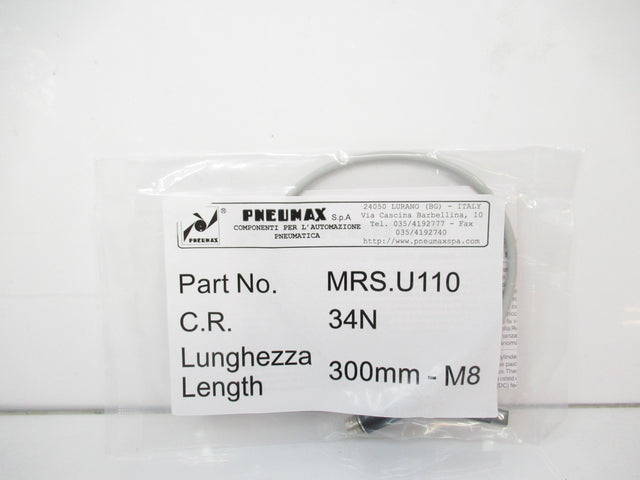 PNEUMAX
®
PNEUMAX S.p.A
COMPONENTI PER L'AUTOMAZIONE
PNEUMATICA
24050 LURANO (BG) - ITALY
Via Cascina Barbellina, 10
Tel. 035/4192777 - Fax
035/4192740
http://www.pneumaxspa.com
Part No. MRS.U110
C.R. 34N
Lunghezza
Length
300mm - M8